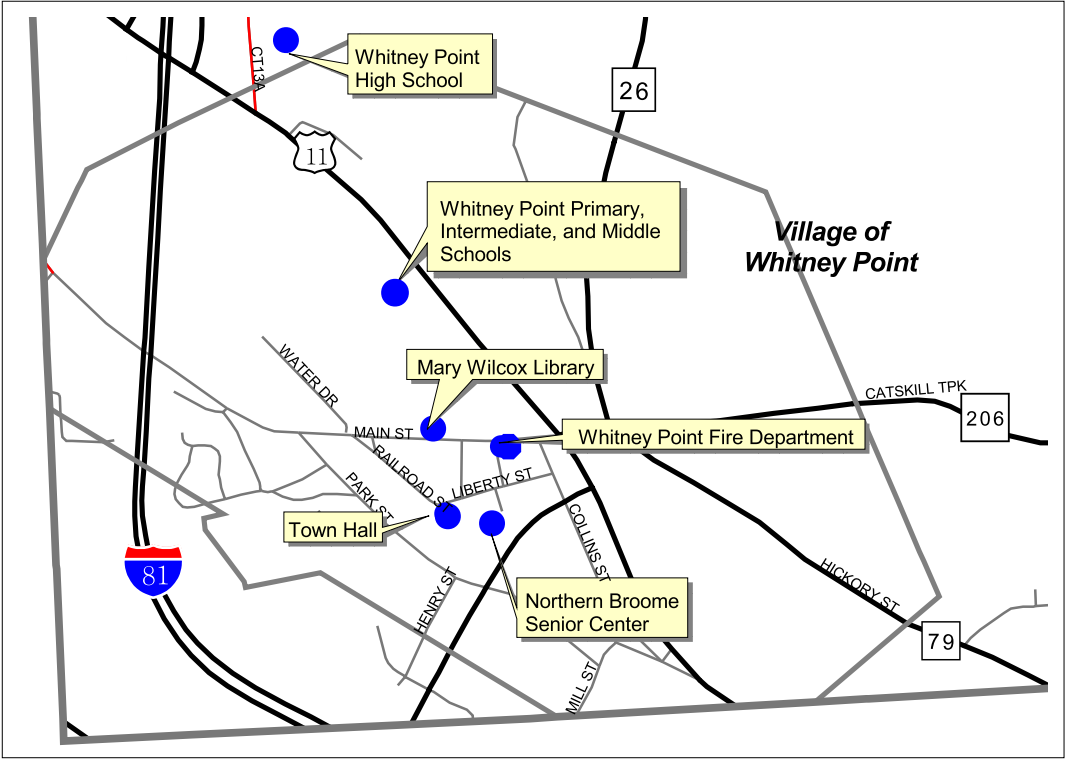 CT13A
Whitney Point
High School
26
11
Whitney Point Primary,
Intermediate, and Middle
Schools
Village of
Whitney Point
WATER DR
Mary Wilcox Library
CATSKILL TPK
206
MAIN ST
Whitney Point Fire Department
RAILROAD ST
LIBERTY ST
PARK ST
Town Hall
COLLINS ST
81
HENRY ST
HICKORY ST
Northern Broome
Senior Center
79
MILL ST